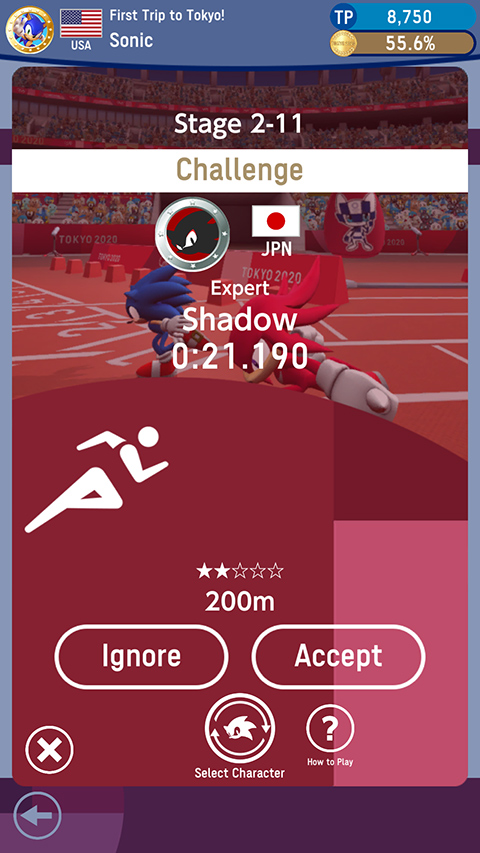 First Trip to Tokyo!
USA
Sonic
TP 8,750
55.6%
Stage 2-11
Challenge
JPN
TOKYO 2020
TOKYO 2020
Expert
Shadow
0:21.190
★★☆☆☆
200m
Ignore
Accept
?
Select Character
How to Play